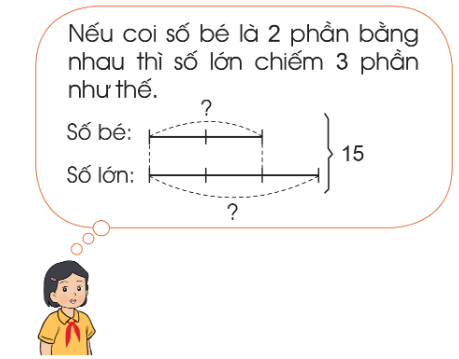 Nếu coi số bé là 2 phần bằng
nhau thì số lớn chiếm 3 phần
như thế.
?
Số bé:
15
Số lớn:
?